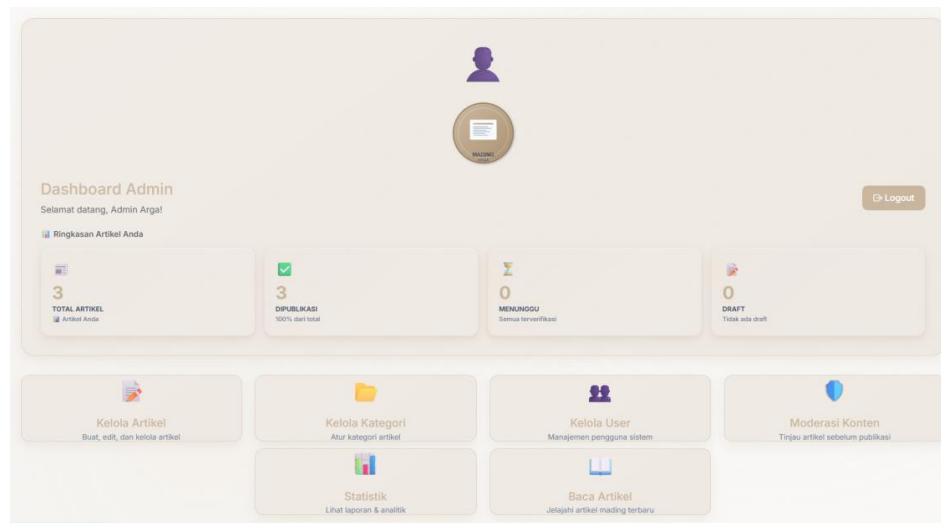 MADING
Dashboard Admin
Logout
Selamat datang, Admin Arga!
Ringkasan Artikel Anda
3
TOTAL ARTIKEL
Artikel Anda
3
DIPUBLIKASI
100% dari total
0
MENUNGGU
Semua terverifikasi
0
DRAFT
Tidak ada draft
Kelola Artikel
Buat, edit, dan kelola artikel
Kelola Kategori
Atur kategori artikel
Kelola User
Manajemen pengguna sistem
Moderasi Konten
Tinjau artikel sebelum publikasi
Statistik
Lihat laporan & analitik
Baca Artikel
Jelajahi artikel mading terbaru